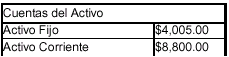 Cuentas del Activo
Activo Fijo $4,005.00
Activo Corriente $8,800.00